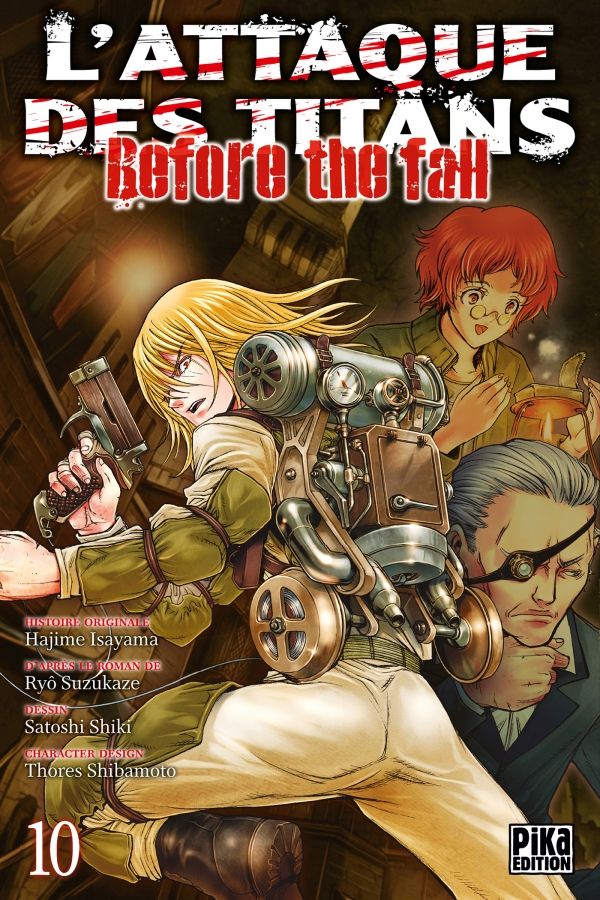 L'ATTAQUE
DES TITANS
Before the fall
HISTOIRE ORIGINALE
Hajime Isayama
D'APRÈS LE ROMAN DE
Ryô Suzukaze
DESSIN
Satoshi Shiki
CHARACTER DESIGN
Thores Shibamoto
10
PiKa
EDITION